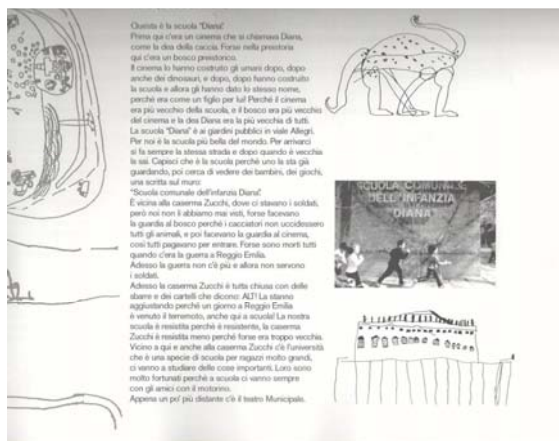 Questa è la scuola "Diana".
Prima qui c'era un cinema che si chiamava Diana,
come la dea della caccia. Forse nella preistoria
qui c'era un bosco preistorico.
Il cinema lo hanno costruito gli umani dopo, dopo
anche dei dinosauri, e dopo, dopo hanno costruito
la scuola e allora gli hanno dato lo stesso nome,
perché era come un figlio per lui! Perché il cinema
era più vecchio della scuola, e il bosco era più vecchio
del cinema e la dea Diana era la più vecchia di tutti.
La scuola "Diana" è ai giardini pubblici in viale Allegri.
Per noi è la scuola più bella del mondo. Per arrivarci
si fa sempre la stessa strada e dopo quando è vecchia
la sai. Capisci che è la scuola perché uno la sta già
guardando, poi cerca di vedere dei bambini, dei giochi,
una scritta sul muro:
"Scuola comunale dell'infanzia Diana".
È vicina alla caserma Zucchi, dove ci stavano i soldati,
però noi non li abbiamo mai visti, forse facevano
la guardia al bosco perché i cacciatori non uccidessero
tutti gli animali, e poi facevano la guardia al cinema,
così tutti pagavano per entrare. Forse sono morti tutti
quando c'era la guerra a Reggio Emilia.
Adesso la guerra non c'è più e allora non servono
i soldati.
Adesso la caserma Zucchi è tutta chiusa con delle
sbarre e dei cartelli che dicono: ALT! La stanno
aggiustando perché un giorno a Reggio Emilia
è venuto il terremoto, anche qui a scuola! La nostra
scuola è resistita perché è resistente, la caserma
Zucchi è resistita meno perché forse era troppo vecchia.
Vicino a qui e anche alla caserma Zucchi c'è l'università
che è una specie di scuola per ragazzi molto grandi,
ci vanno a studiare delle cose importanti. Loro sono
molto fortunati perché a scuola ci vanno sempre
con gli amici con il motorino.
Appena un po' più distante c'è il teatro Municipale.
SCUOLA COMUNALE
DELL'INFANZIA
"DIANA"